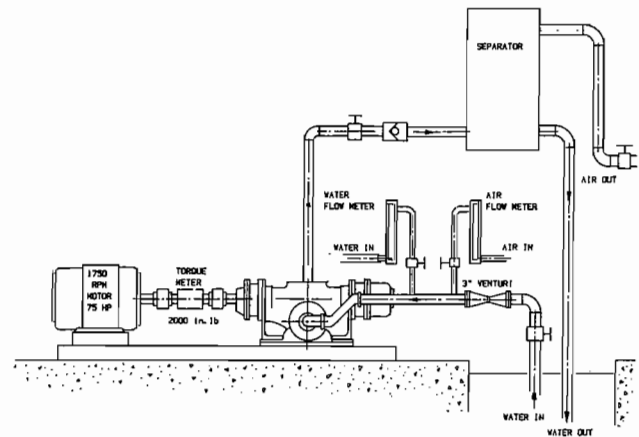 SEPARATOR
AIR OUT
WATER
FLOW METER
AIR
FLOW METER
WATER IN
AIR IN
1750
RPM
MOTOR
75 HP
TORQUE
METER
2000 in.lb
3" VENTURI
WATER IN
WATER OUT